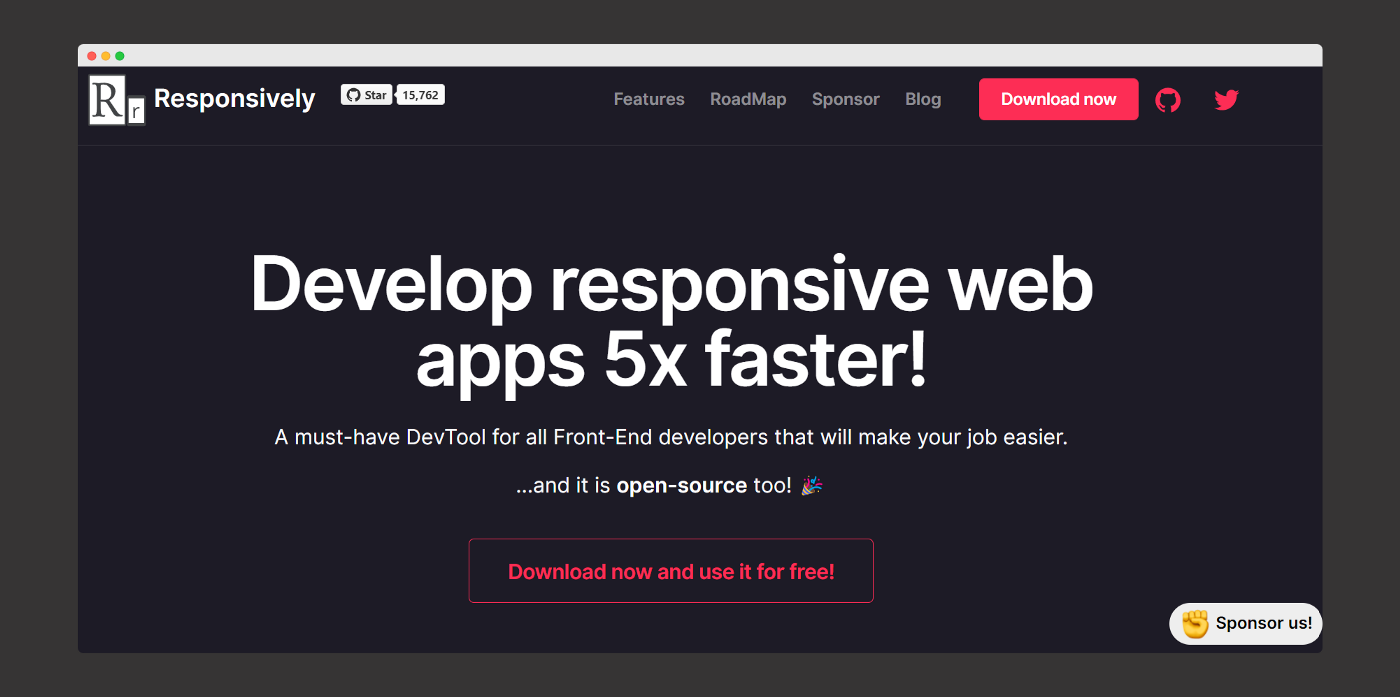 Rr Responsively
Star 15,762
Features RoadMap Sponsor Blog Download now
Develop responsive web
apps 5x faster!
A must-have DevTool for all Front-End developers that will make your job easier.
...and it is open-source too! 🎉
Download now and use it for free!
✊ Sponsor us!